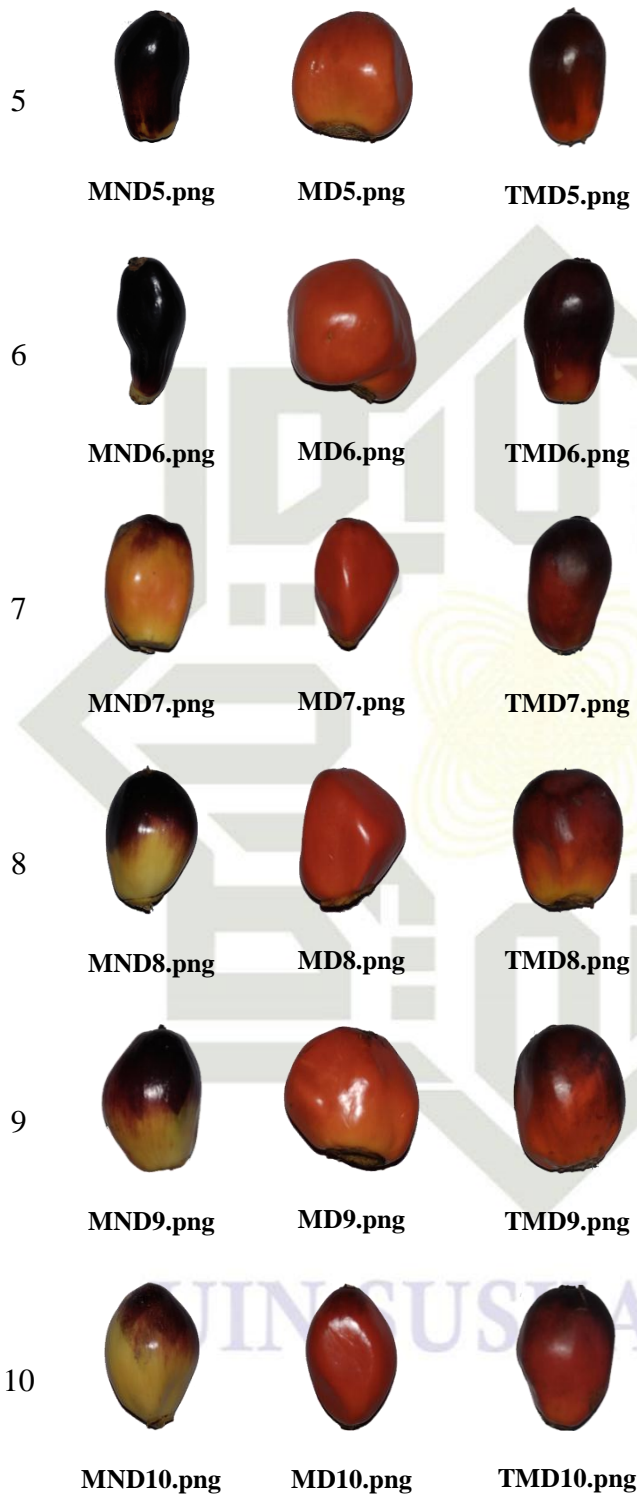 5
MND5.png MD5.png TMD5.png
6
MND6.png MD6.png TMD6.png
7
MND7.png MD7.png TMD7.png
8
MND8.png MD8.png TMD8.png
9
MND9.png MD9.png TMD9.png
UIN SUSKA
10
MND10.png MD10.png TMD10.png